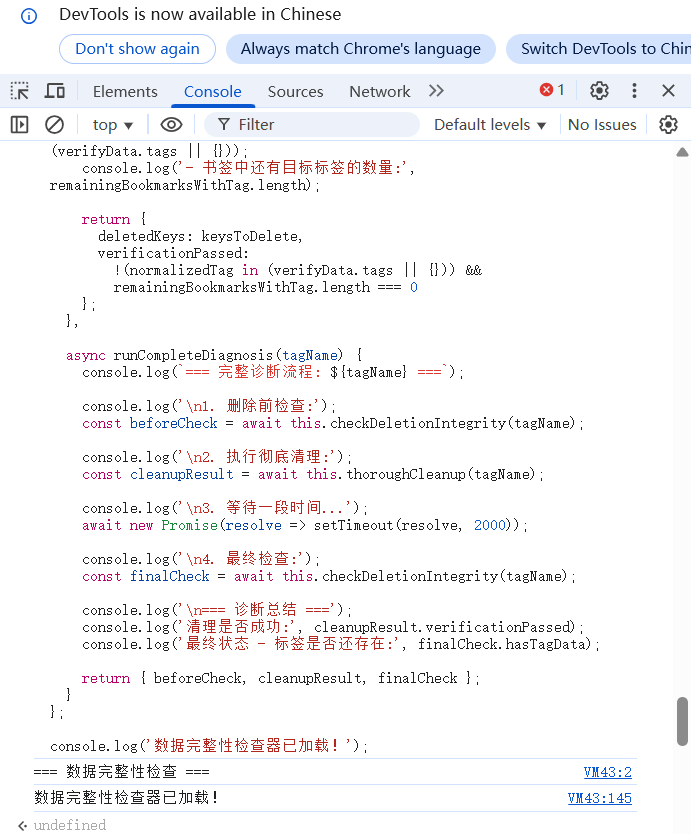 DevTools is now available in Chinese
Don't show again
Always match Chrome's language
Switch DevTools to Chin
Elements
Console
Sources
Network
1
top
Filter
Default levels
No Issues
(verifyData.tags || {}));
console.log('- 书签中还有目标标签的数量:',
remainingBookmarksWithTag.length);
return {
deletedKeys: keysToDelete,
verificationPassed:
!(normalizedTag in (verifyData.tags || {})) &&
remainingBookmarksWithTag.length === 0
};
},
async runCompleteDiagnosis(tagName) {
console.log(`=== 完整诊断流程: ${tagName} ===`);
console.log('\n1. 删除前检查:');
const beforeCheck = await this.checkDeletionIntegrity(tagName);
console.log('\n2. 执行彻底清理:');
const cleanupResult = await this.thoroughCleanup(tagName);
console.log('\n3. 等待一段时间...');
await new Promise(resolve => setTimeout(resolve, 2000));
console.log('\n4. 最终检查:');
const finalCheck = await this.checkDeletionIntegrity(tagName);
console.log('\n=== 诊断总结 ===');
console.log('清理是否成功:', cleanupResult.verificationPassed);
console.log('最终状态 - 标签是否还存在:', finalCheck.hasTagData);
return { beforeCheck, cleanupResult, finalCheck };
}
};
console.log('数据完整性检查器已加载！');
=== 数据完整性检查 === VM43:2
数据完整性检查器已加载！ VM43:145
undefined